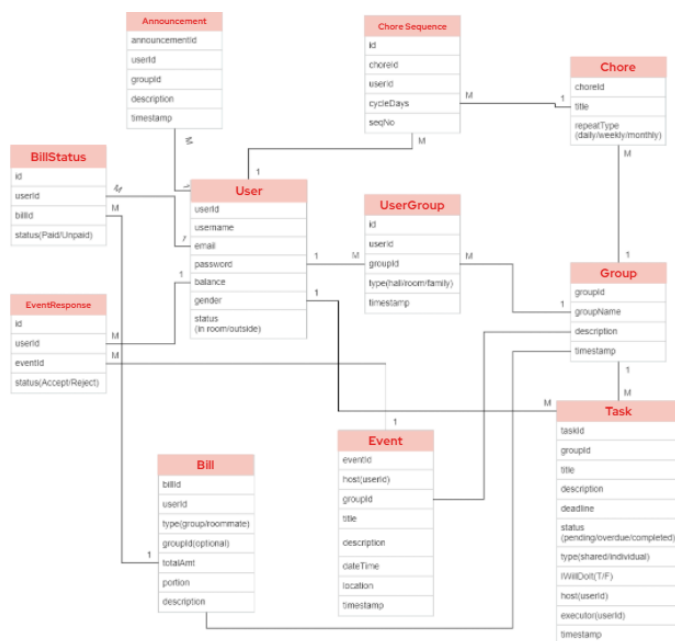 Announcement
announcementId
userId
groupId
description
timestamp
Chore Sequence
id
choreId
userId
cycleDays
seqNo
Chore
choreId
title
repeatType
(daily/weekly/monthly)
BillStatus
id
userId
billId
status(Paid/Unpaid)
User
userId
username
email
password
balance
gender
status
(in room/outside)
UserGroup
id
userId
groupId
type(hall/room/family)
timestamp
Group
groupId
groupName
description
timestamp
EventResponse
id
userId
eventId
status(Accept/Reject)
Bill
billId
userId
type(group/roommate)
groupId(optional)
totalAmt
portion
description
Event
eventId
host(userId)
groupId
title
description
dateTime
location
timestamp
Task
taskId
groupId
title
description
deadline
status
(pending/overdue/completed)
type(shared/individual)
IWillDoIt(T/F)
host(userId)
executor(userId)
timestamp
M
1
M
1
M
1
M
M
M
1
1
M
M
1
1
1
M
M
1
M
M
1
1